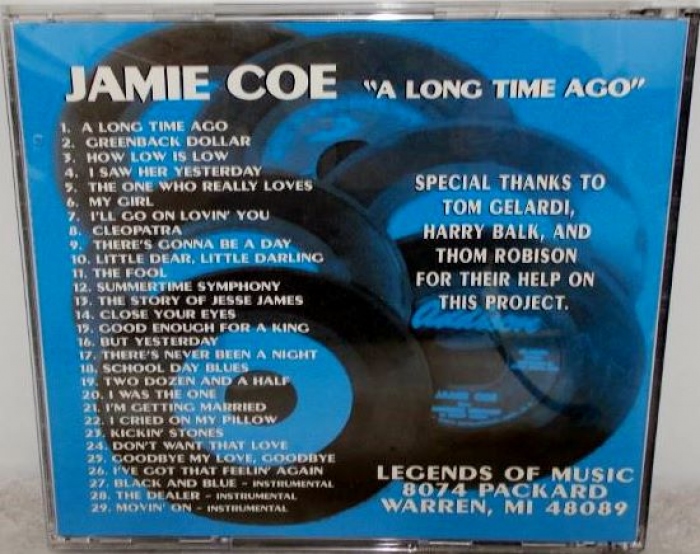 JAMIE COE "A LONG TIME AGO"
1. A LONG TIME AGO
2. GREENBACK DOLLAR
3. HOW LOW IS LOW
4. I SAW HER YESTERDAY
5. THE ONE WHO REALLY LOVES
6. MY GIRL
7. I'LL GO ON LOVIN' YOU
8. CLEOPATRA
9. THERE'S GONNA BE A DAY
10. LITTLE DEAR, LITTLE DARLING
11. THE FOOL
12. SUMMERTIME SYMPHONY
13. THE STORY OF JESSE JAMES
14. CLOSE YOUR EYES
15. GOOD ENOUGH FOR A KING
16. BUT YESTERDAY
17. THERE'S NEVER BEEN A NIGHT
18. SCHOOL DAY BLUES
19. TWO DOZEN AND A HALF
20. I WAS THE ONE
21. I'M GETTING MARRIED
22. I CRIED ON MY PILLOW
23. KICKIN' STONES
24. DON'T WANT THAT LOVE
25. GOODBYE MY LOVE, GOODBYE
26. I'VE GOT THAT FEELIN' AGAIN
27. BLACK AND BLUE - INSTRUMENTAL
28. THE DEALER - INSTRUMENTAL
29. MOVIN' ON - INSTRUMENTAL
SPECIAL THANKS TO
TOM GELARDI,
HARRY BALK, AND
THOM ROBISON
FOR THEIR HELP ON
THIS PROJECT.
JAMIE COE
LEGENDS OF MUSIC
8074 PACKARD
WARREN, MI 48089